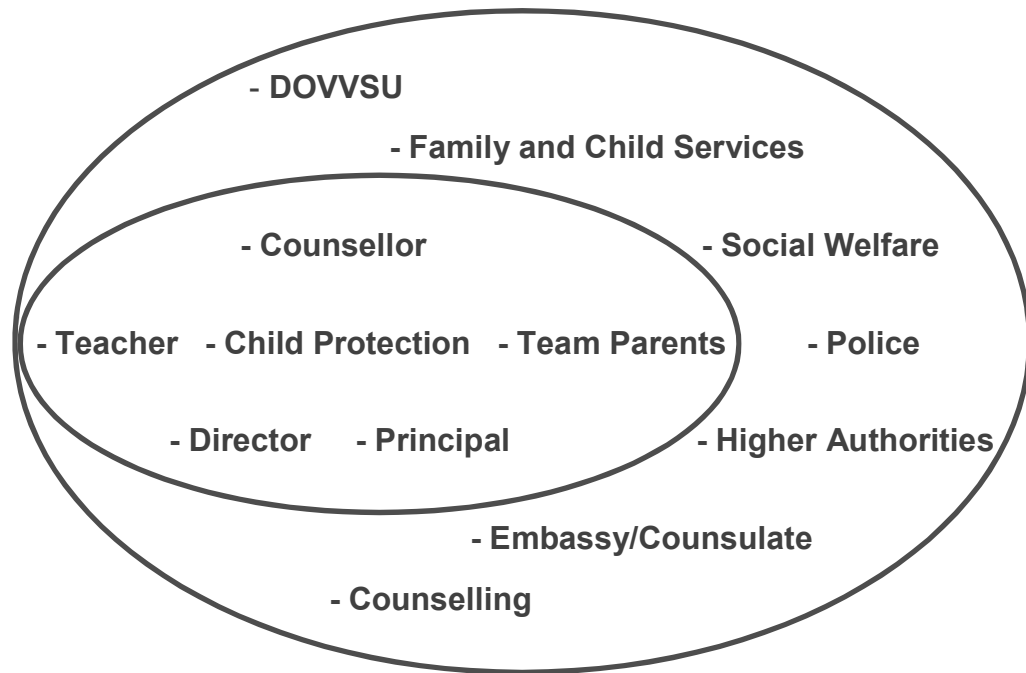 - DOVVSU
- Family and Child Services
- Counsellor
- Social Welfare
- Teacher - Child Protection - Team Parents
- Police
- Director - Principal
- Higher Authorities
- Embassy/Counsulate
- Counselling